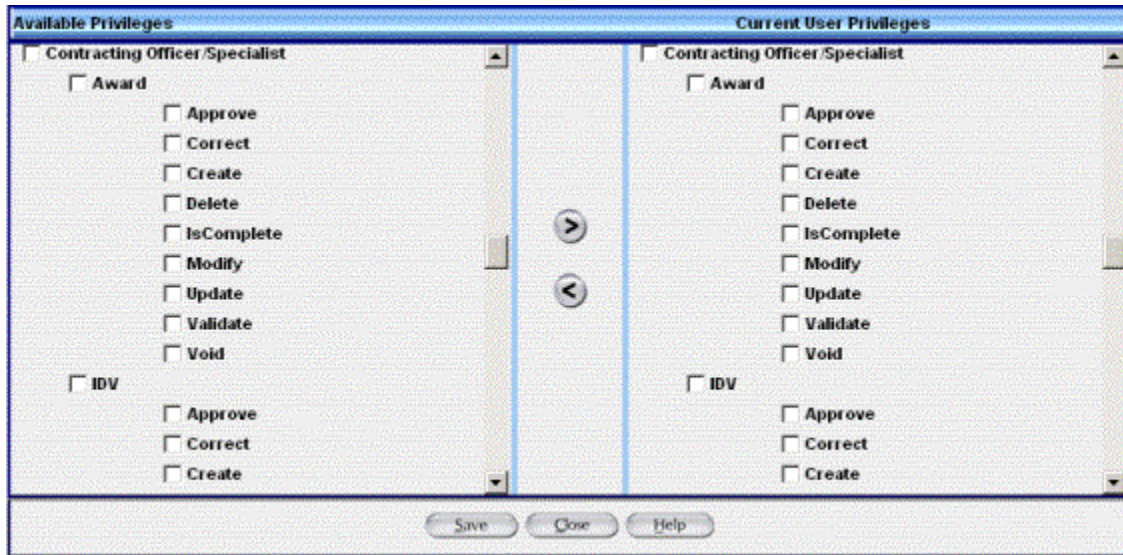 Available Privileges
Current User Privileges
Contracting Officer/Specialist
Award
Approve
Correct
Create
Delete
IsComplete
Modify
Update
Validate
Void
IDV
Approve
Correct
Create
>
<
Contracting Officer/Specialist
Award
Approve
Correct
Create
Delete
IsComplete
Modify
Update
Validate
Void
IDV
Approve
Correct
Create
Save
Close
Help